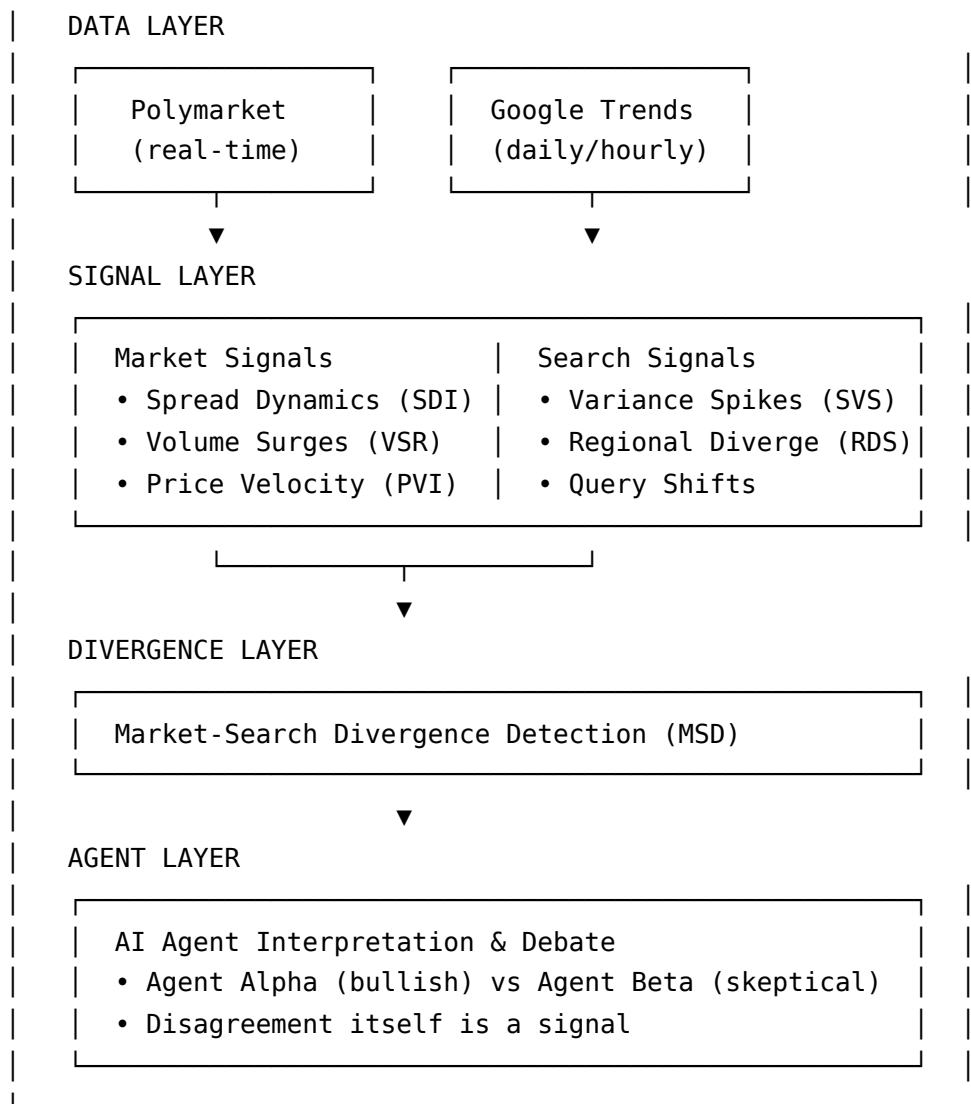 DATA LAYER
Polymarket Google Trends
(real-time) (daily/hourly)
SIGNAL LAYER
Market Signals Search Signals
• Spread Dynamics (SDI) • Variance Spikes (SVS)
• Volume Surges (VSR) • Regional Diverge (RDS)
• Price Velocity (PVI) • Query Shifts
DIVERGENCE LAYER
Market-Search Divergence Detection (MSD)
AGENT LAYER
AI Agent Interpretation & Debate
• Agent Alpha (bullish) vs Agent Beta (skeptical)
• Disagreement itself is a signal